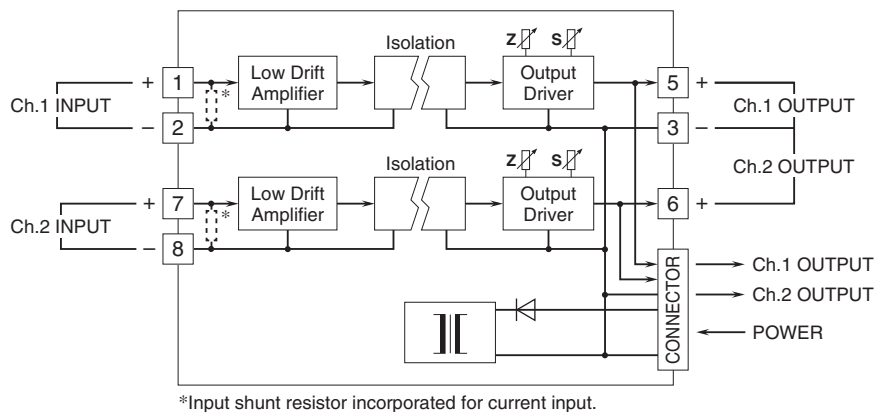 Isolation
Z S
Ch.1 INPUT
+ 1
*
Low Drift
Amplifier
Output
Driver
5 +
Ch.1 OUTPUT
− 2
3 −
Isolation
Z S
Ch.2 OUTPUT
Ch.2 INPUT
+ 7
*
Low Drift
Amplifier
Output
Driver
6 +
− 8
CONNECTOR
Ch.1 OUTPUT
Ch.2 OUTPUT
POWER
*Input shunt resistor incorporated for current input.